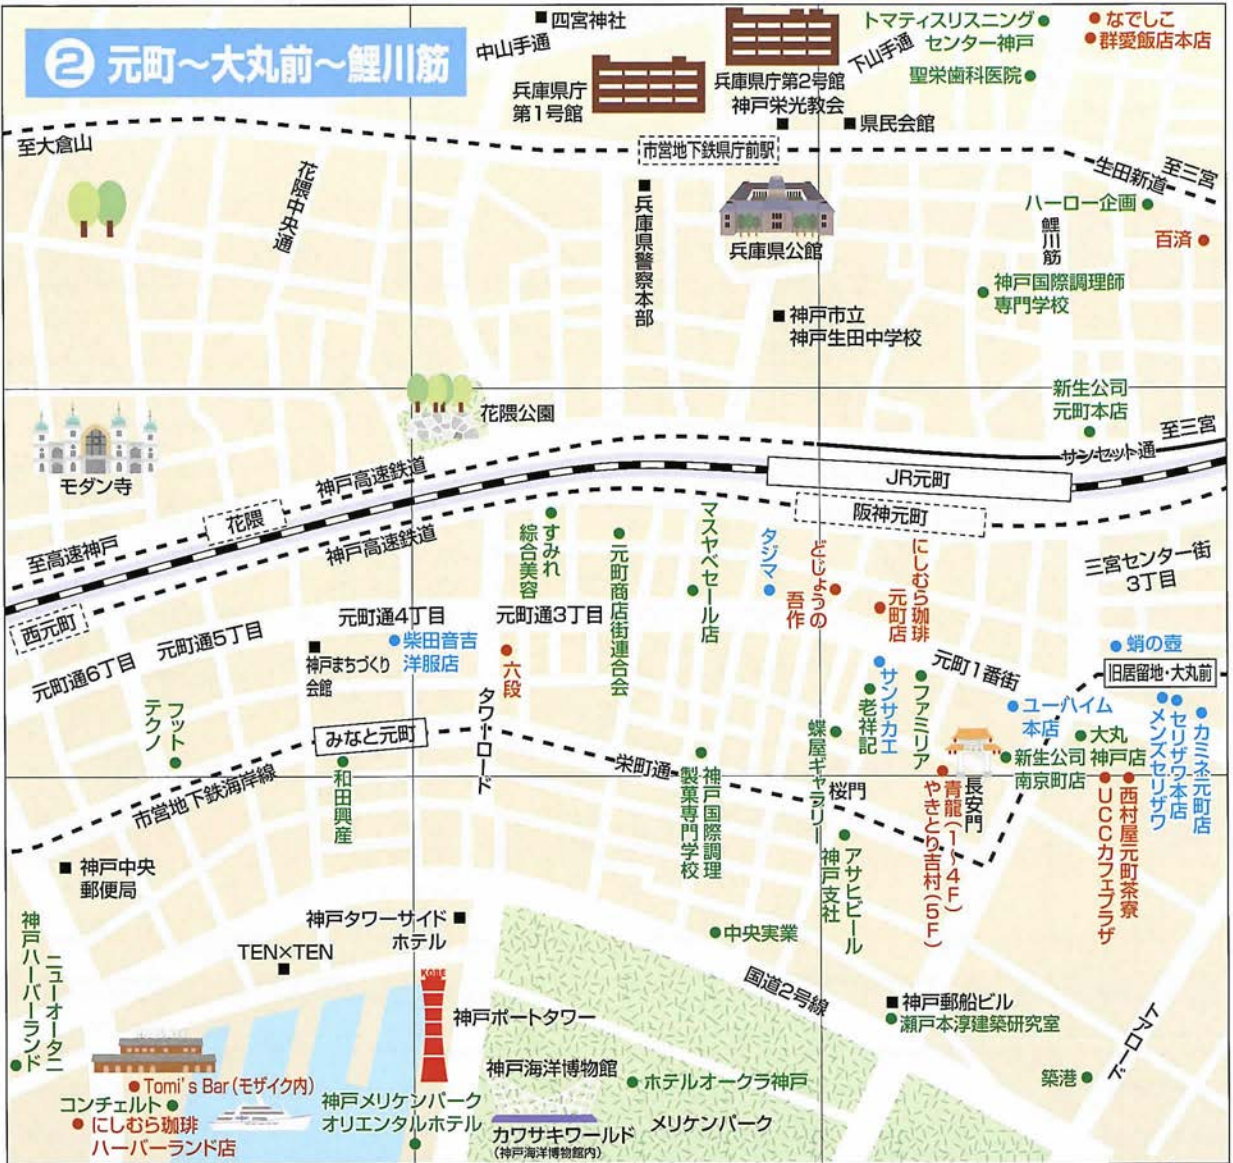 ② 元町～大丸前～鯉川筋
四宮神社
中山手通
兵庫県庁
第1号館
兵庫県庁第2号館
神戸栄光教会
下山手通
トマティスリスニング
センター神戸
聖栄歯科医院
なでしこ
群愛飯店本店
県民会館
至大倉山
市営地下鉄県庁前駅
生田新道
至三宮
花隈中央通
兵庫県警察本部
兵庫県公館
ハーロー企画
鯉川筋
百済
神戸国際調理師
専門学校
神戸市立
神戸生田中学校
新生公司
元町本店
花隈公園
モダン寺
至三宮
サンセット通
JR元町
神戸高速鉄道
花隈
阪神元町
至高速神戸
神戸高速鉄道
西元町
すみれ
綜合美容
元町商店街連合会
マスヤベセール店
タジマ
どじょうの
吾作
にしむら珈琲
元町店
三宮センター街
3丁目
元町通6丁目
元町通5丁目
元町通4丁目
元町通3丁目
柴田音吉
洋服店
神戸まちづくり
会館
六段
元町1番街
蛸の壺
旧居留地・大丸前
サンサカエ
老祥記
ファミリア
ユーハイム
本店
大丸
神戸店
新生公司
南京町店
カミネ元町店
セリザワ本店
メンズセリザワ
フット
テクノ
みなと元町
タワーロード
栄町通
蝶屋ギャラリー
市営地下鉄海岸線
和田興産
神戸国際調理
製菓専門学校
桜門
長安門
青龍(1～4F)
やきとり吉村(5F)
西村屋元町茶寮
UCCカフェプラザ
アサヒビール
神戸支社
神戸中央
郵便局
神戸タワーサイド
ホテル
TEN×TEN
中央実業
国道2号線
ニューオータニ
神戸ハーバーランド
KOBE
神戸ポートタワー
神戸郵船ビル
瀬戸本淳建築研究室
トアロード
築港
神戸海洋博物館
ホテルオークラ神戸
Tomi's Bar(モザイク内)
コンチェルト
にしむら珈琲
ハーバーランド店
神戸メリケンパーク
オリエンタルホテル
カワサキワールド
(神戸海洋博物館内)
メリケンパーク